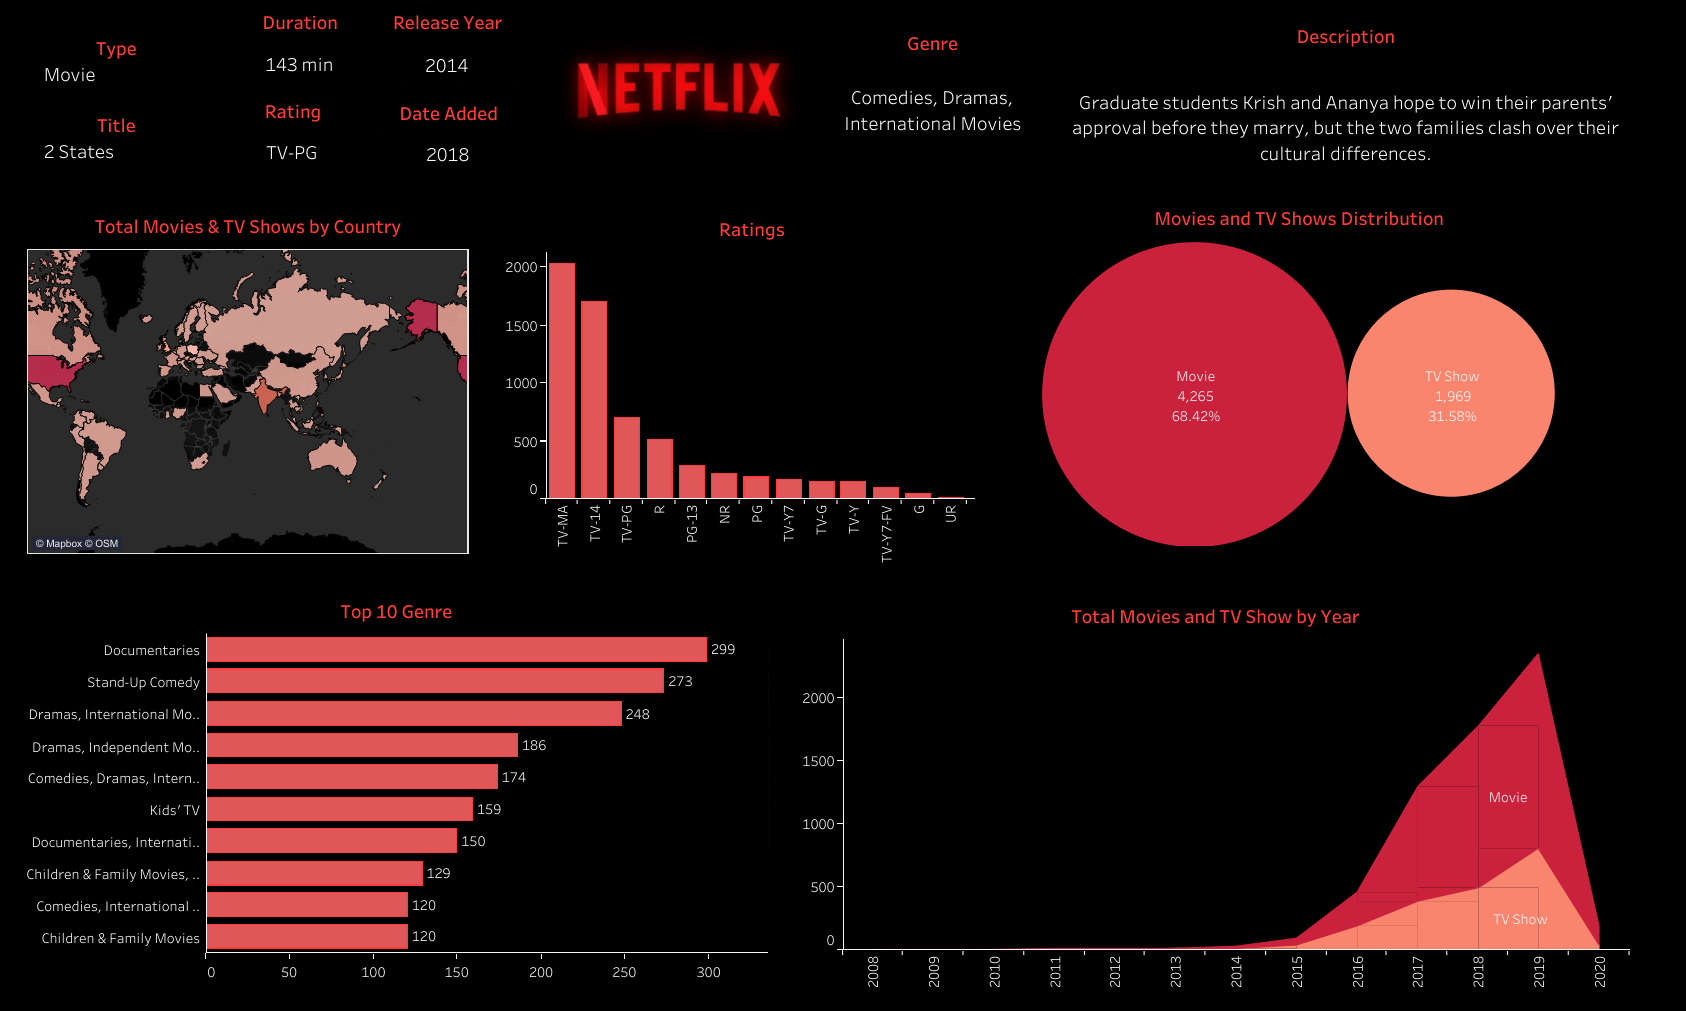 Type
Movie
Title
2 States
Duration
143 min
Rating
TV-PG
Release Year
2014
Date Added
2018
NETFLIX
Genre
Comedies, Dramas,
International Movies
Description
Graduate students Krish and Ananya hope to win their parents’
approval before they marry, but the two families clash over their
cultural differences.
Total Movies & TV Shows by Country
© Mapbox © OSM
Ratings
2000
1500
1000
500
0
TV-MA
TV-14
TV-PG
R
PG-13
NR
PG
TV-Y7
TV-G
TV-Y
TV-Y7-FV
G
UR
Movies and TV Shows Distribution
Movie
4,265
68.42%
TV Show
1,969
31.58%
Top 10 Genre
Documentaries 299
Stand-Up Comedy 273
Dramas, International Mo.. 248
Dramas, Independent Mo.. 186
Comedies, Dramas, Intern.. 174
Kids’ TV 159
Documentaries, Internati.. 150
Children & Family Movies, .. 129
Comedies, International .. 120
Children & Family Movies 120
0 50 100 150 200 250 300
Total Movies and TV Show by Year
2000
1500
1000
500
0
Movie
TV Show
2008
2009
2010
2011
2012
2013
2014
2015
2016
2017
2018
2019
2020